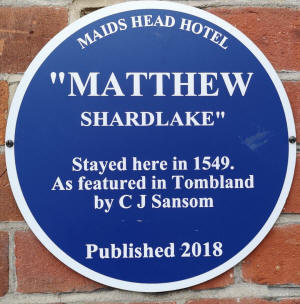 MAIDS HEAD HOTEL
"MATTHEW
SHARDLAKE"
Stayed here in 1549.
As featured in Tombland
by C J Sansom
Published 2018